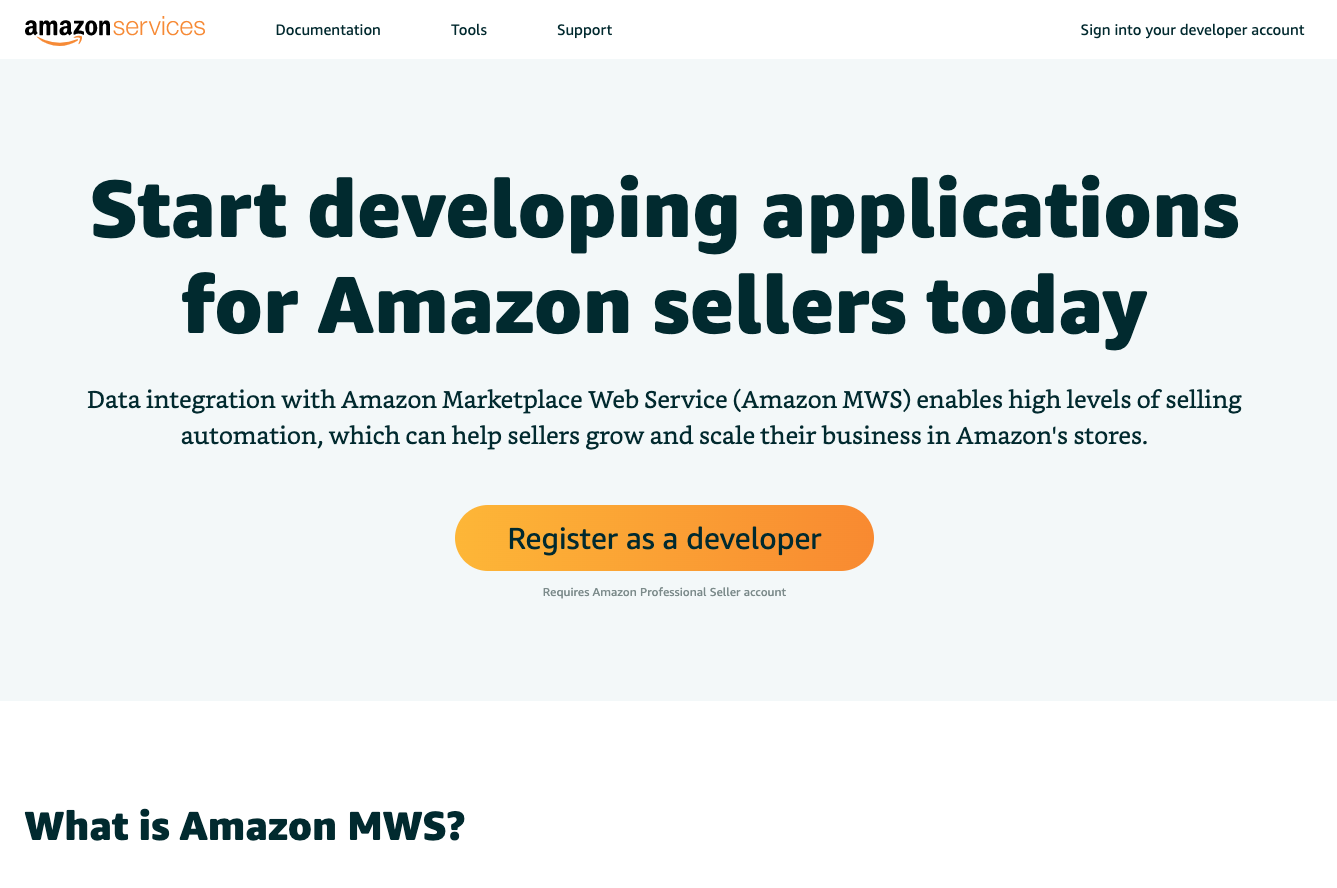 amazonservices
Documentation
Tools
Support
Sign into your developer account
Start developing applications
for Amazon sellers today
Data integration with Amazon Marketplace Web Service (Amazon MWS) enables high levels of selling
automation, which can help sellers grow and scale their business in Amazon's stores.
Register as a developer
Requires Amazon Professional Seller account
What is Amazon MWS?